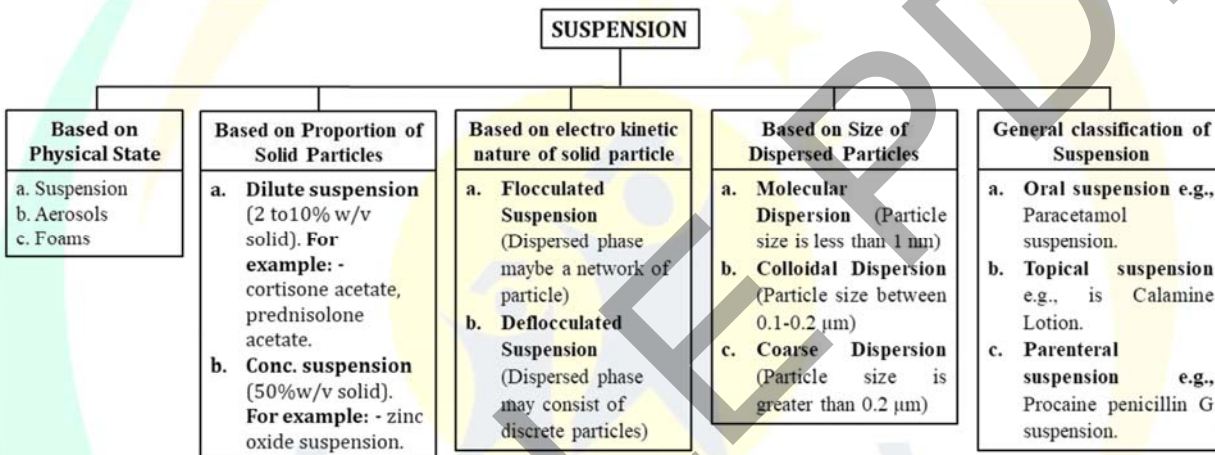 SUSPENSION
Based on
Physical State
a. Suspension
b. Aerosols
c. Foams
Based on Proportion of
Solid Particles
a. Dilute suspension
(2 to10% w/v
solid). For
example: -
cortisone acetate,
prednisolone
acetate.
b. Conc. suspension
(50%w/v solid).
For example: - zinc
oxide suspension.
Based on electro kinetic
nature of solid particle
a. Flocculated
Suspension
(Dispersed phase
maybe a network of
particle)
b. Deflocculated
Suspension
(Dispersed phase
may consist of
discrete particles)
Based on Size of
Dispersed Particles
a. Molecular
Dispersion (Particle
size is less than 1 nm)
b. Colloidal Dispersion
(Particle size between
0.1-0.2 µm)
c. Coarse Dispersion
(Particle size is
greater than 0.2 µm)
General classification of
Suspension
a. Oral suspension e.g.,
Paracetamol
suspension.
b. Topical suspension
e.g., is Calamine
Lotion.
c. Parenteral
suspension e.g.,
Procaine penicillin G
suspension.